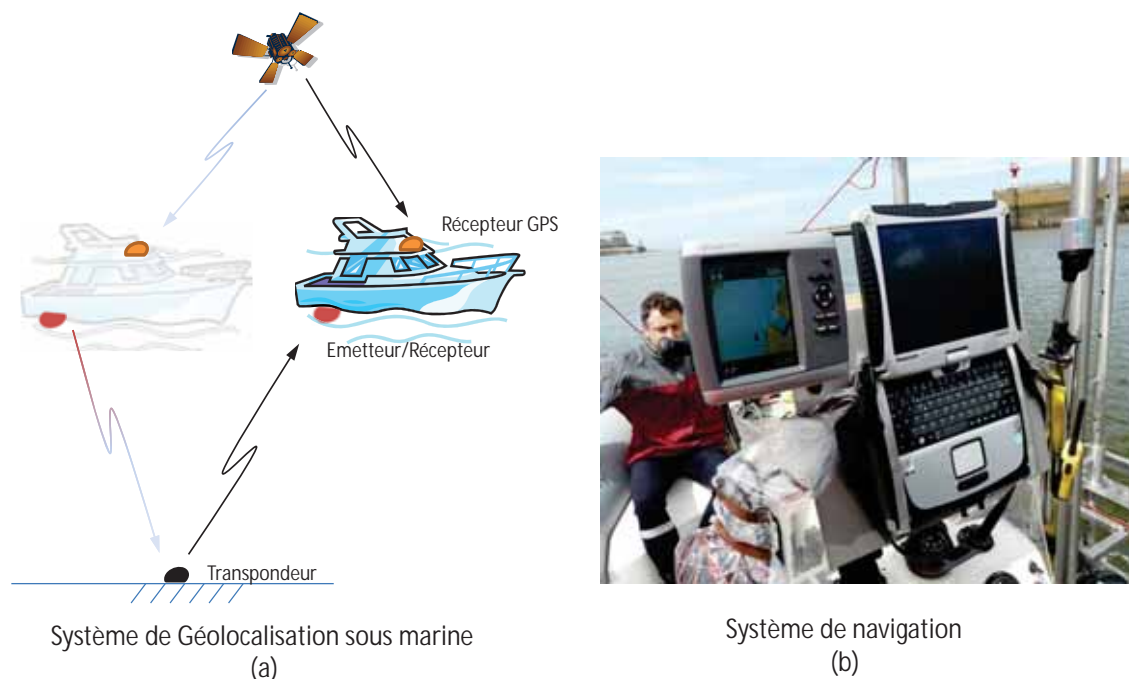 Récepteur GPS
Emetteur/Récepteur
Transpondeur
Système de Géolocalisation sous marine
(a)
Système de navigation
(b)